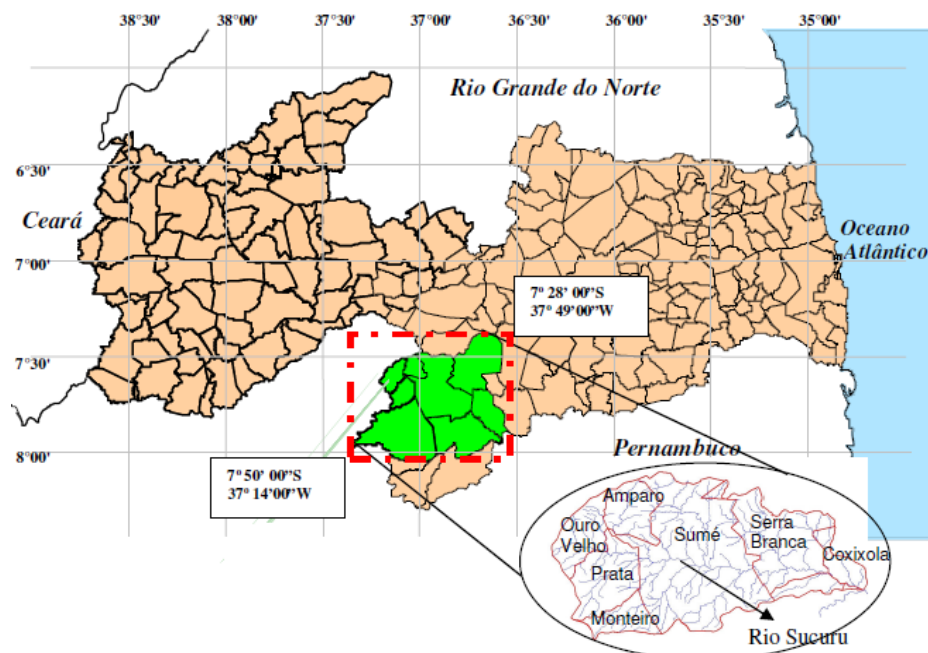 38°30' 38°00' 37°30' 37°00' 36°30' 36°00' 35°30' 35°00'
Rio Grande do Norte
6°30'
Ceará
Oceano
Atlântico
7°00'
7º 28' 00"S
37º 49'00"W
7°30'
8°00'
Pernambuco
7º 50' 00"S
37º 14'00"W
Amparo
Ouro
Velho
Sumé
Serra
Branca
Coxixola
Prata
Monteiro
Rio Sucuru